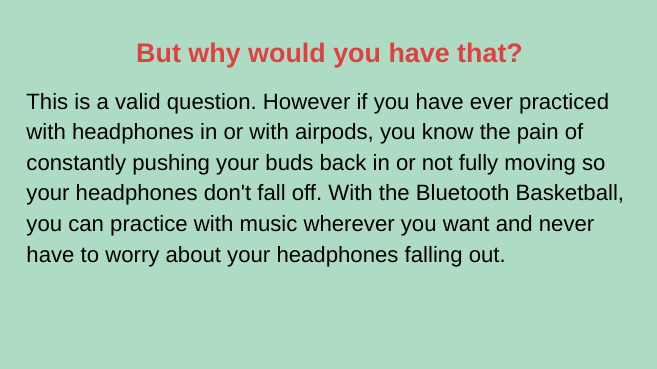 But why would you have that?
This is a valid question. However if you have ever practiced
with headphones in or with airpods, you know the pain of
constantly pushing your buds back in or not fully moving so
your headphones don't fall off. With the Bluetooth Basketball,
you can practice with music wherever you want and never
have to worry about your headphones falling out.